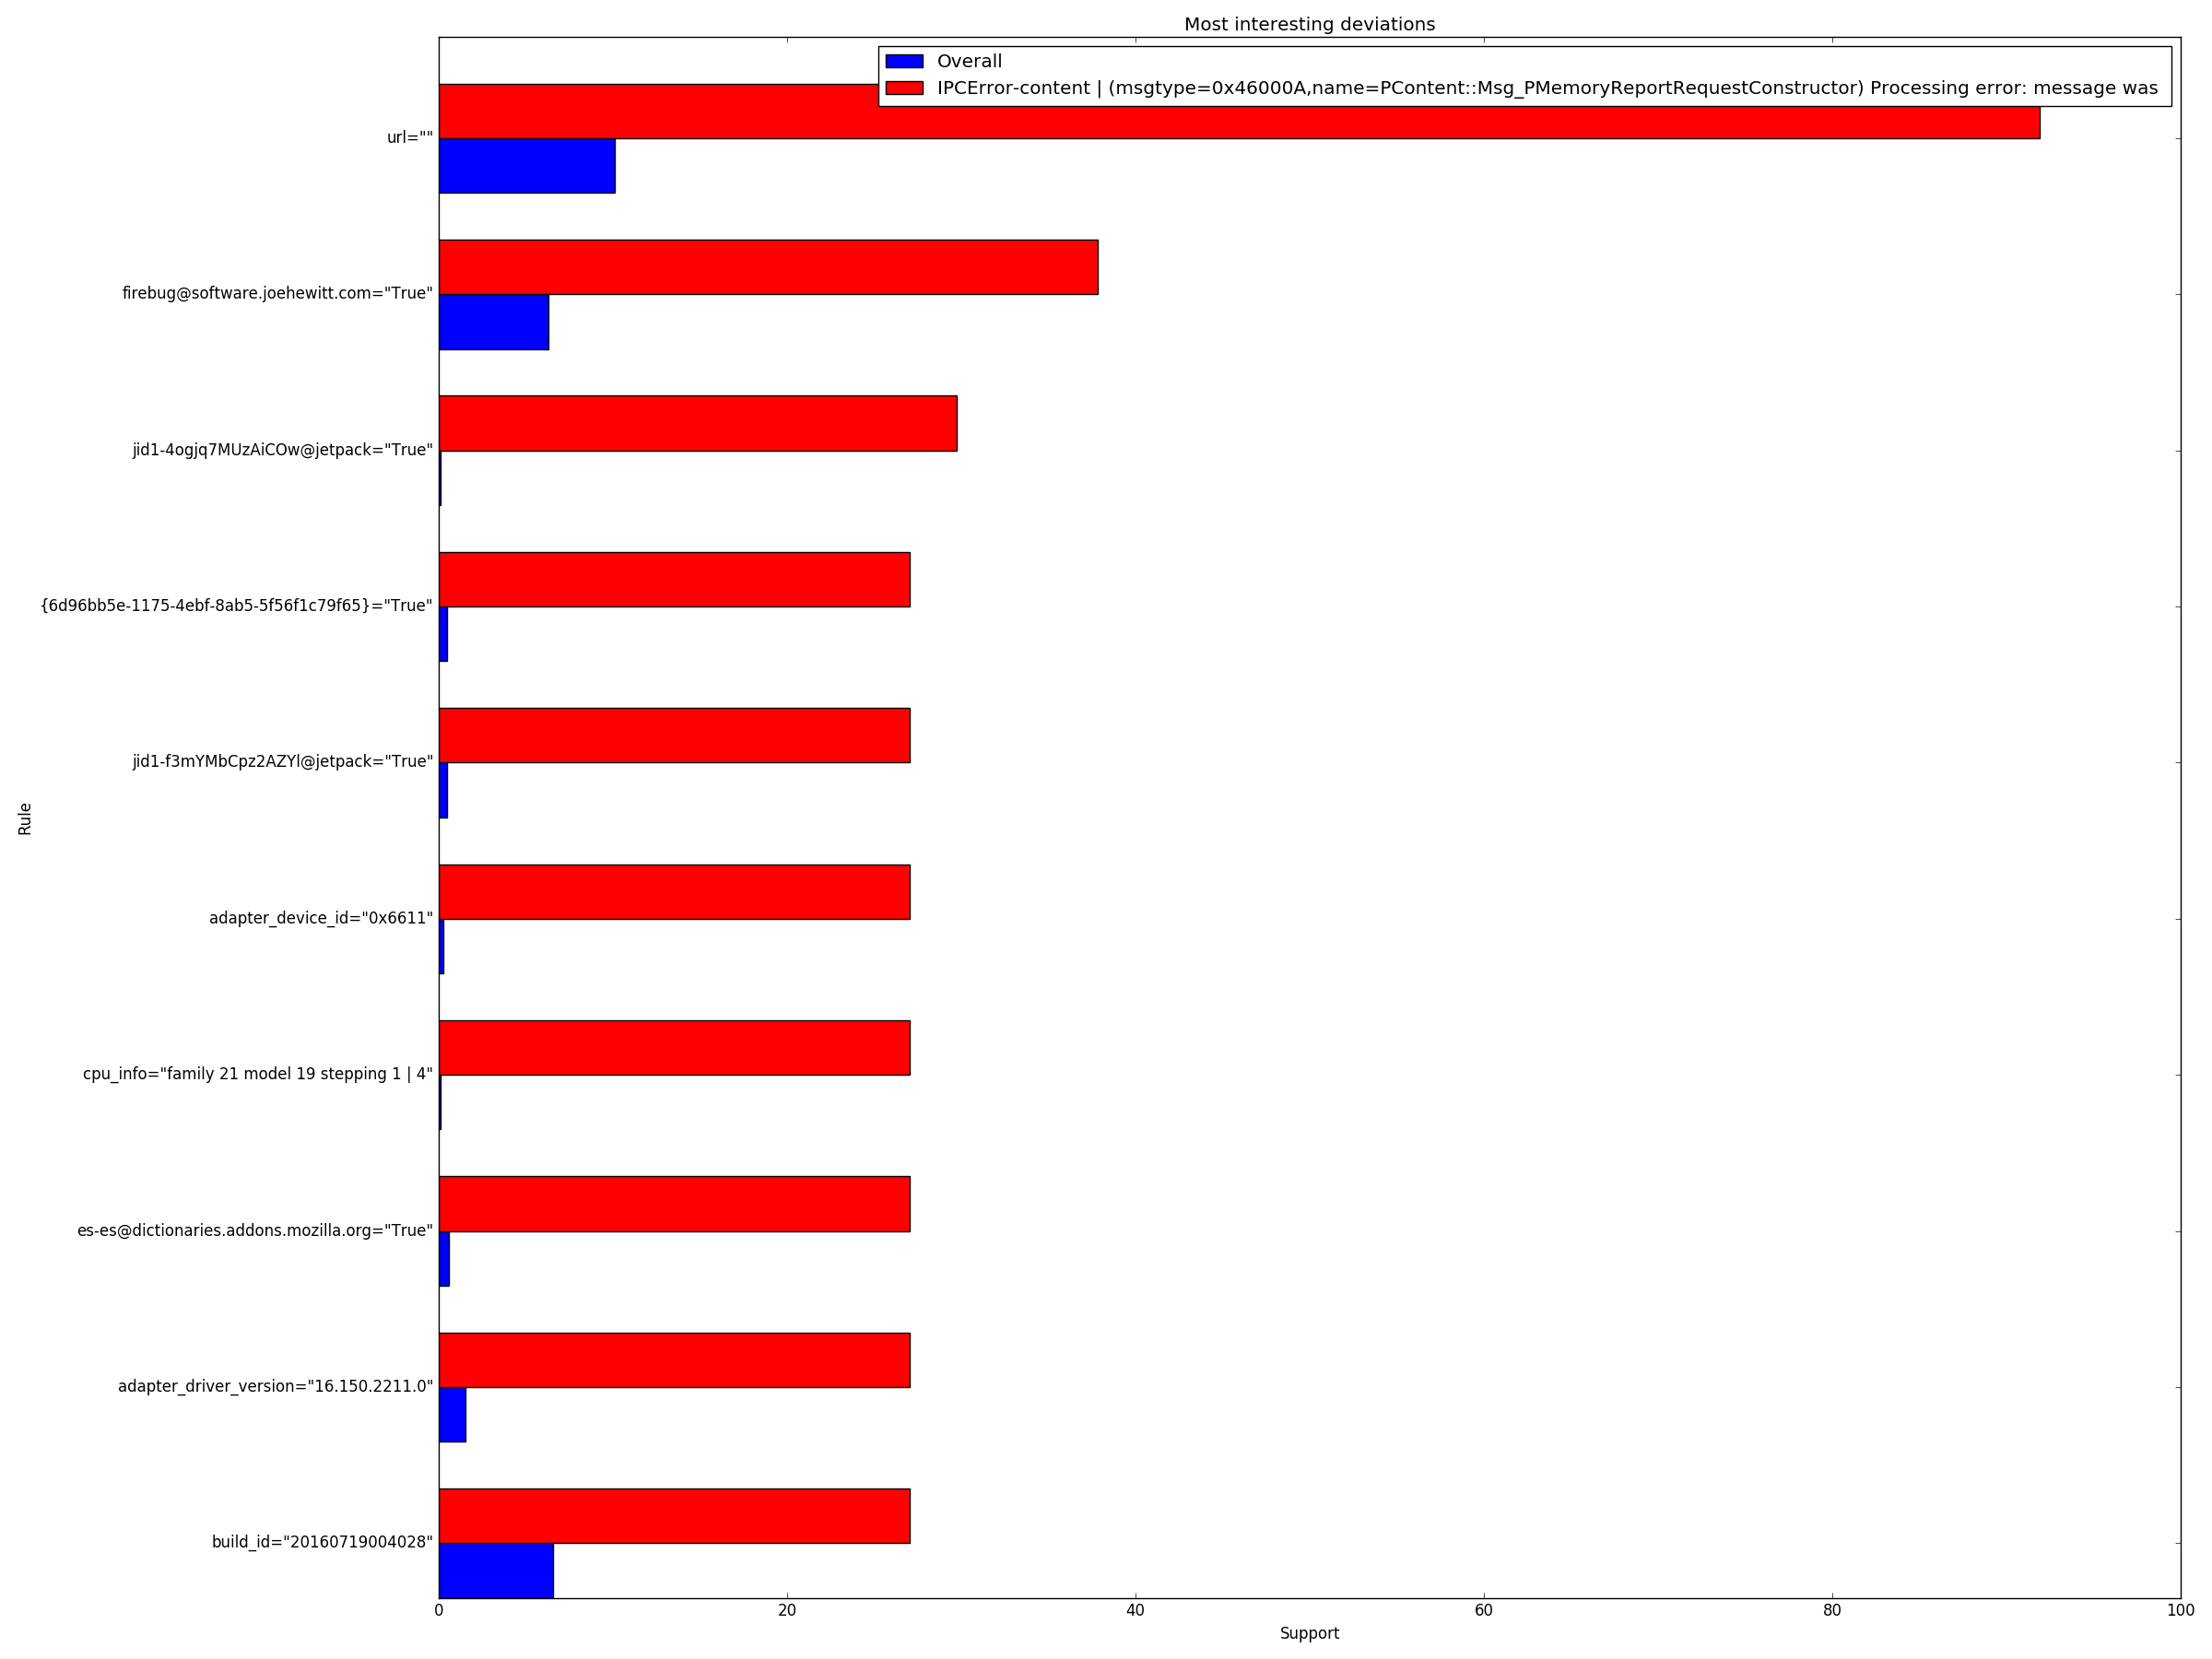 Most interesting deviations
Overall
IPCError-content | (msgtype=0x46000A,name=PContent::Msg_PMemoryReportRequestConstructor) Processing error: message was
url=""
firebug@software.joehewitt.com="True"
jid1-4ogjq7MUzAiCOw@jetpack="True"
{6d96bb5e-1175-4ebf-8ab5-5f56f1c79f65}="True"
jid1-f3mYMbCpz2AZYl@jetpack="True"
Rule
adapter_device_id="0x6611"
cpu_info="family 21 model 19 stepping 1 | 4"
es-es@dictionaries.addons.mozilla.org="True"
adapter_driver_version="16.150.2211.0"
build_id="20160719004028"
0 20 40 60 80 100
Support